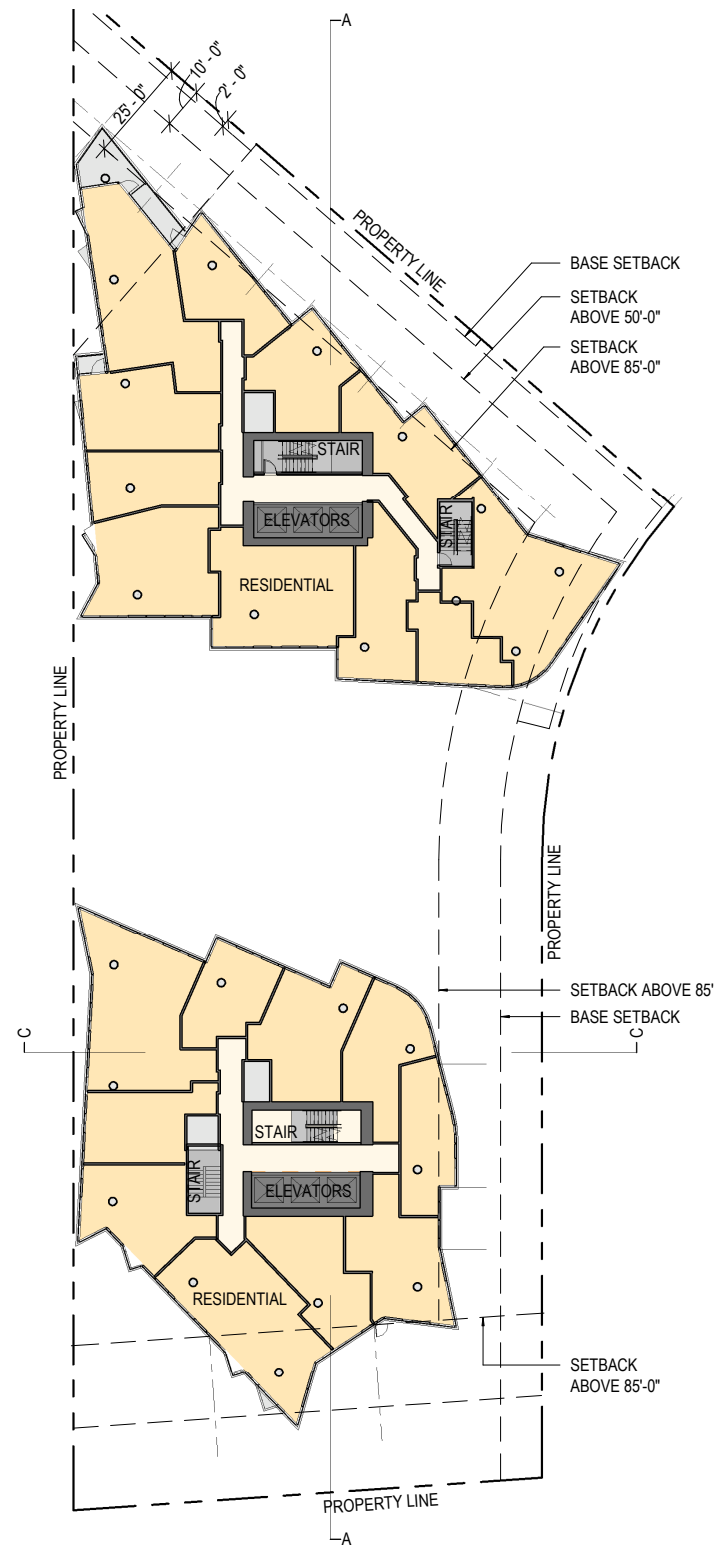 A
10' - 0"
2' - 0"
25' - 0"
PROPERTY LINE
BASE SETBACK
SETBACK
ABOVE 50'-0"
SETBACK
ABOVE 85'-0"
STAIR
ELEVATORS
STAIR
RESIDENTIAL
PROPERTY LINE
PROPERTY LINE
SETBACK ABOVE 85'
BASE SETBACK
C
C
STAIR
STAIR
ELEVATORS
RESIDENTIAL
SETBACK
ABOVE 85'-0"
PROPERTY LINE
A